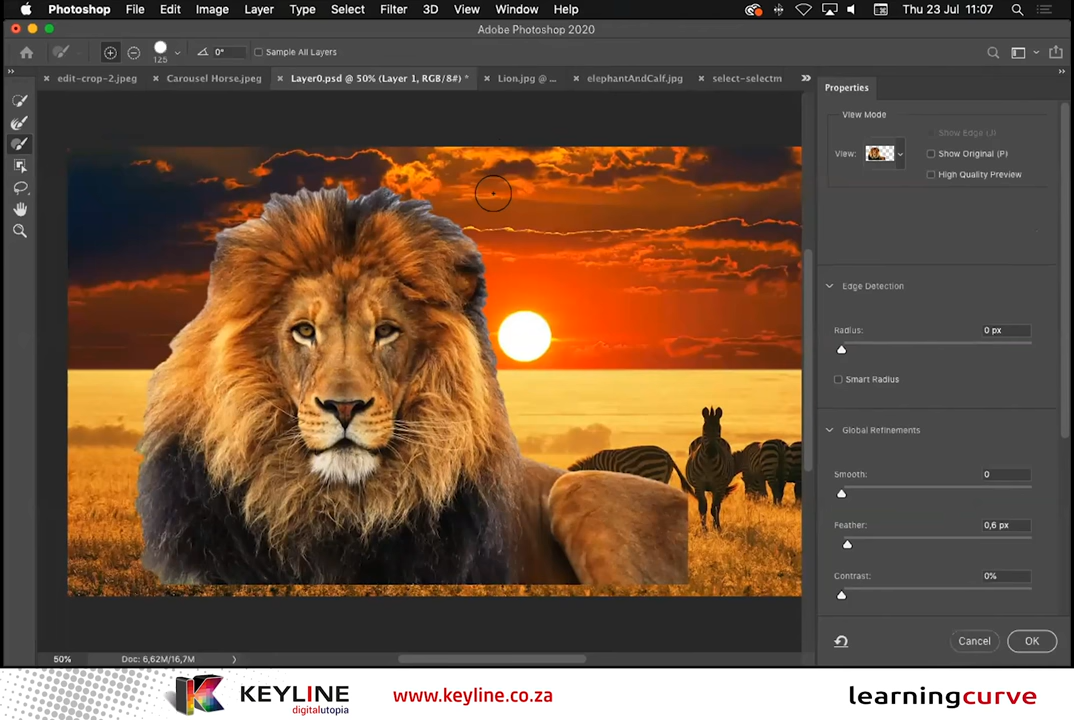 Photoshop File Edit Image Layer Type Select Filter 3D View Window Help Thu 23 Jul 11:07
Adobe Photoshop 2020
125 0° Sample All Layers
edit-crop-2.jpeg Carousel Horse.jpeg Layer0.psd @ 50% (Layer 1, RGB/8#) * Lion.jpg @ ... elephantAndCalf.jpg select-selectm
Properties
View Mode
Show Edge (J)
View: Show Original (P)
High Quality Preview
Edge Detection
Radius: 0 px
Smart Radius
Global Refinements
Smooth: 0
Feather: 0,6 px
Contrast: 0%
Cancel OK
50% Doc: 6,62M/16,7M
KEYLINE www.keyline.co.za learningcurve
digitalutopia